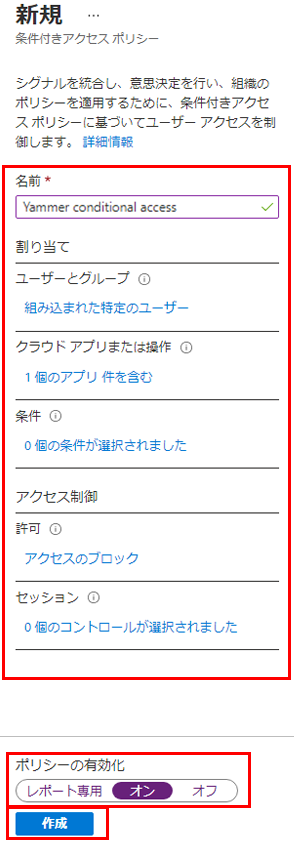 新規 …
条件付きアクセス ポリシー
シグナルを統合し、意思決定を行い、組織の
ポリシーを適用するために、条件付きアクセ
ス ポリシーに基づいてユーザー アクセスを制
御します。 詳細情報
名前 *
Yammer conditional access
割り当て
ユーザーとグループ
組み込まれた特定のユーザー
クラウド アプリまたは操作
1 個のアプリ 件を含む
条件
0 個の条件が選択されました
アクセス制御
許可
アクセスのブロック
セッション
0 個のコントロールが選択されました
ポリシーの有効化
レポート専用 オン オフ
作成